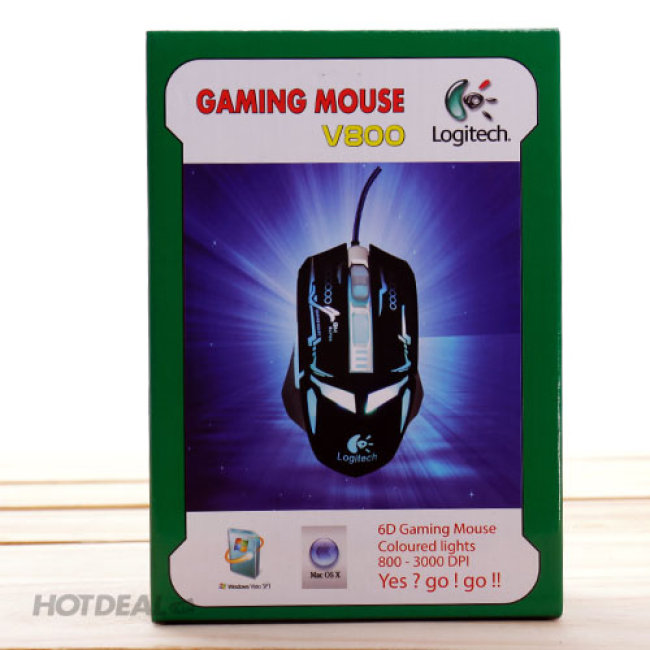 GAMING MOUSE
V800
Logitech.
Logitech
6D Gaming Mouse
Coloured lights
800 - 3000 DPI
Yes ? go ! go !!
Mac OS X
Windows Vista
HOTDEAL